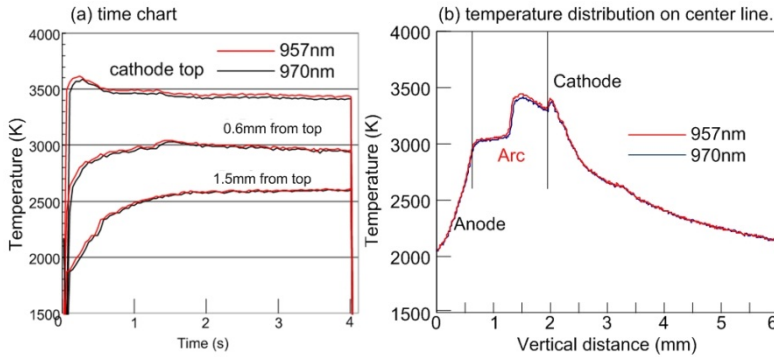 (a) time chart
4000
3500
3000
2500
2000
1500
Temperature (K)
cathode top
957nm
970nm
0.6mm from top
1.5mm from top
0
1
2
3
4
Time (s)
(b) temperature distribution on center line.
4000
3500
3000
2500
2000
1500
Temperature (K)
Cathode
957nm
970nm
Arc
Anode
0
1
2
3
4
5
6
Vertical distance (mm)